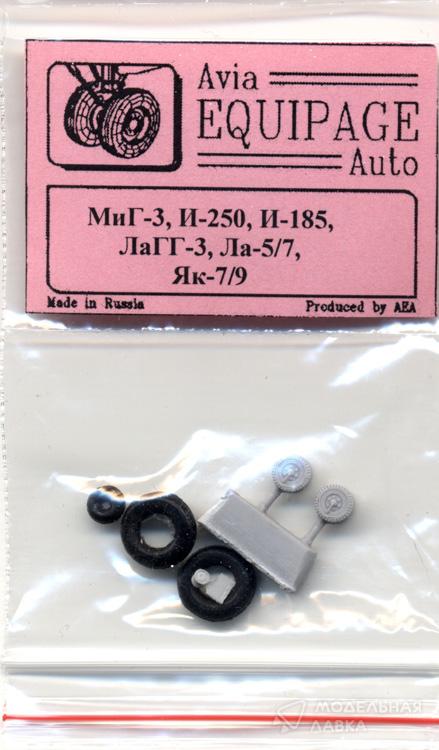 Avia
EQUIPAGE
Auto
МиГ-3, И-250, И-185,
ЛаГГ-3, Ла-5/7,
Як-7/9
Made in Russia Produced by AEA
МОДЕЛЬНАЯ
ЛАВКА